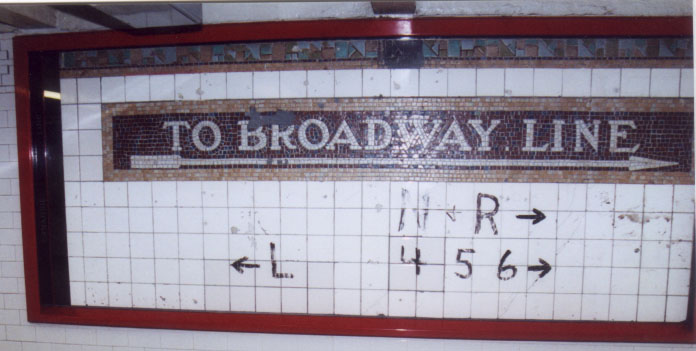 TO BROADWAY LINE
N R →
← L 4 5 6 →